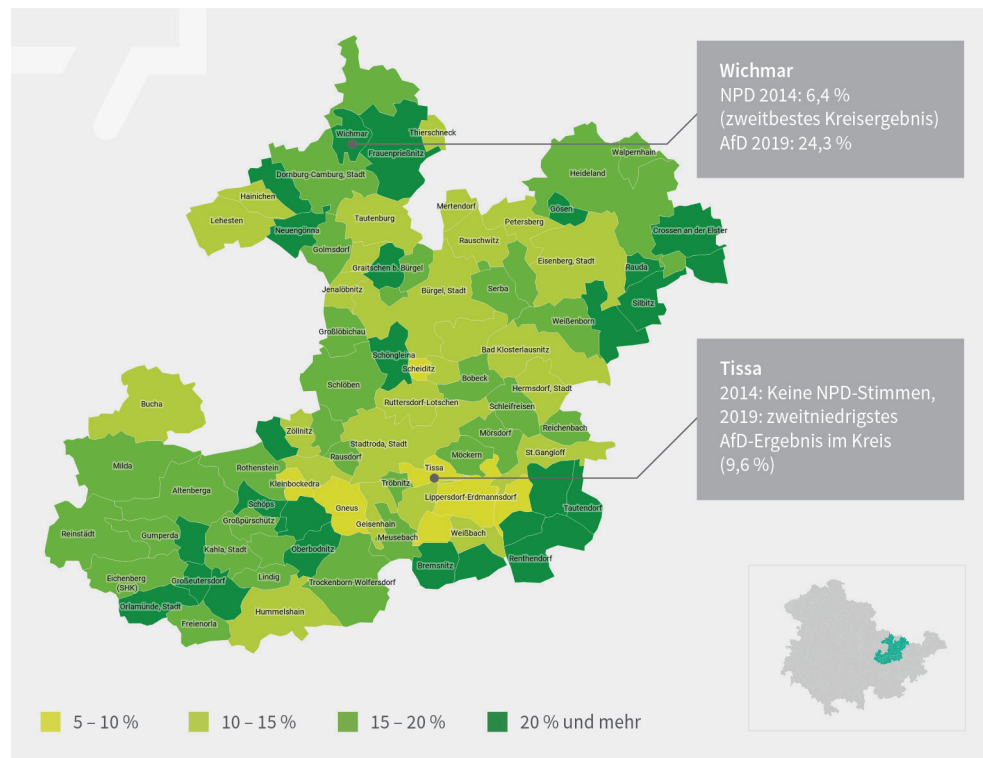 Wichmar
NPD 2014: 6,4 %
(zweitbestes Kreisergebnis)
AfD 2019: 24,3 %
Wichmar
Thierschneck
Frauenprießnitz
Dornburg-Camburg, Stadt
Hainichen
Lehesten
Neuengönna
Golmsdorf
Tautenburg
Graitschen b. Bürgel
Jenalöbnitz
Bürgel, Stadt
Mertendorf
Rauschwitz
Petersberg
Serba
Walpernhain
Heideland
Gösen
Eisenberg, Stadt
Crossen an der Elster
Rauda
Silbitz
Weißenborn
Großlöbichau
Schöngleina
Scheiditz
Bad Klosterlausnitz
Bobeck
Hermsdorf, Stadt
Schlöben
Ruttersdorf-Lotschen
Schleifreisen
Reichenbach
Mörsdorf
St.Gangloff
Möckern
Stadtroda, Stadt
Bucha
Zöllnitz
Rausdorf
Tissa
Tissa
2014: Keine NPD-Stimmen,
2019: zweitniedrigstes
AfD-Ergebnis im Kreis
(9,6 %)
Milda
Rothenstein
Kleinbockedra
Tröbnitz
Lippersdorf-Erdmannsdorf
Altenberga
Schöps
Gneus
Geisenhain
Tautendorf
Großpürschütz
Reinstädt
Gumperda
Kahla, Stadt
Oberbodnitz
Meusebach
Weißbach
Renthendorf
Bremsnitz
Eichenberg
(SHK)
Großeutersdorf
Lindig
Trockenborn-Wolfersdorf
Orlamünde, Stadt
Freienorla
Hummelshain
5 – 10 %
10 – 15 %
15 – 20 %
20 % und mehr